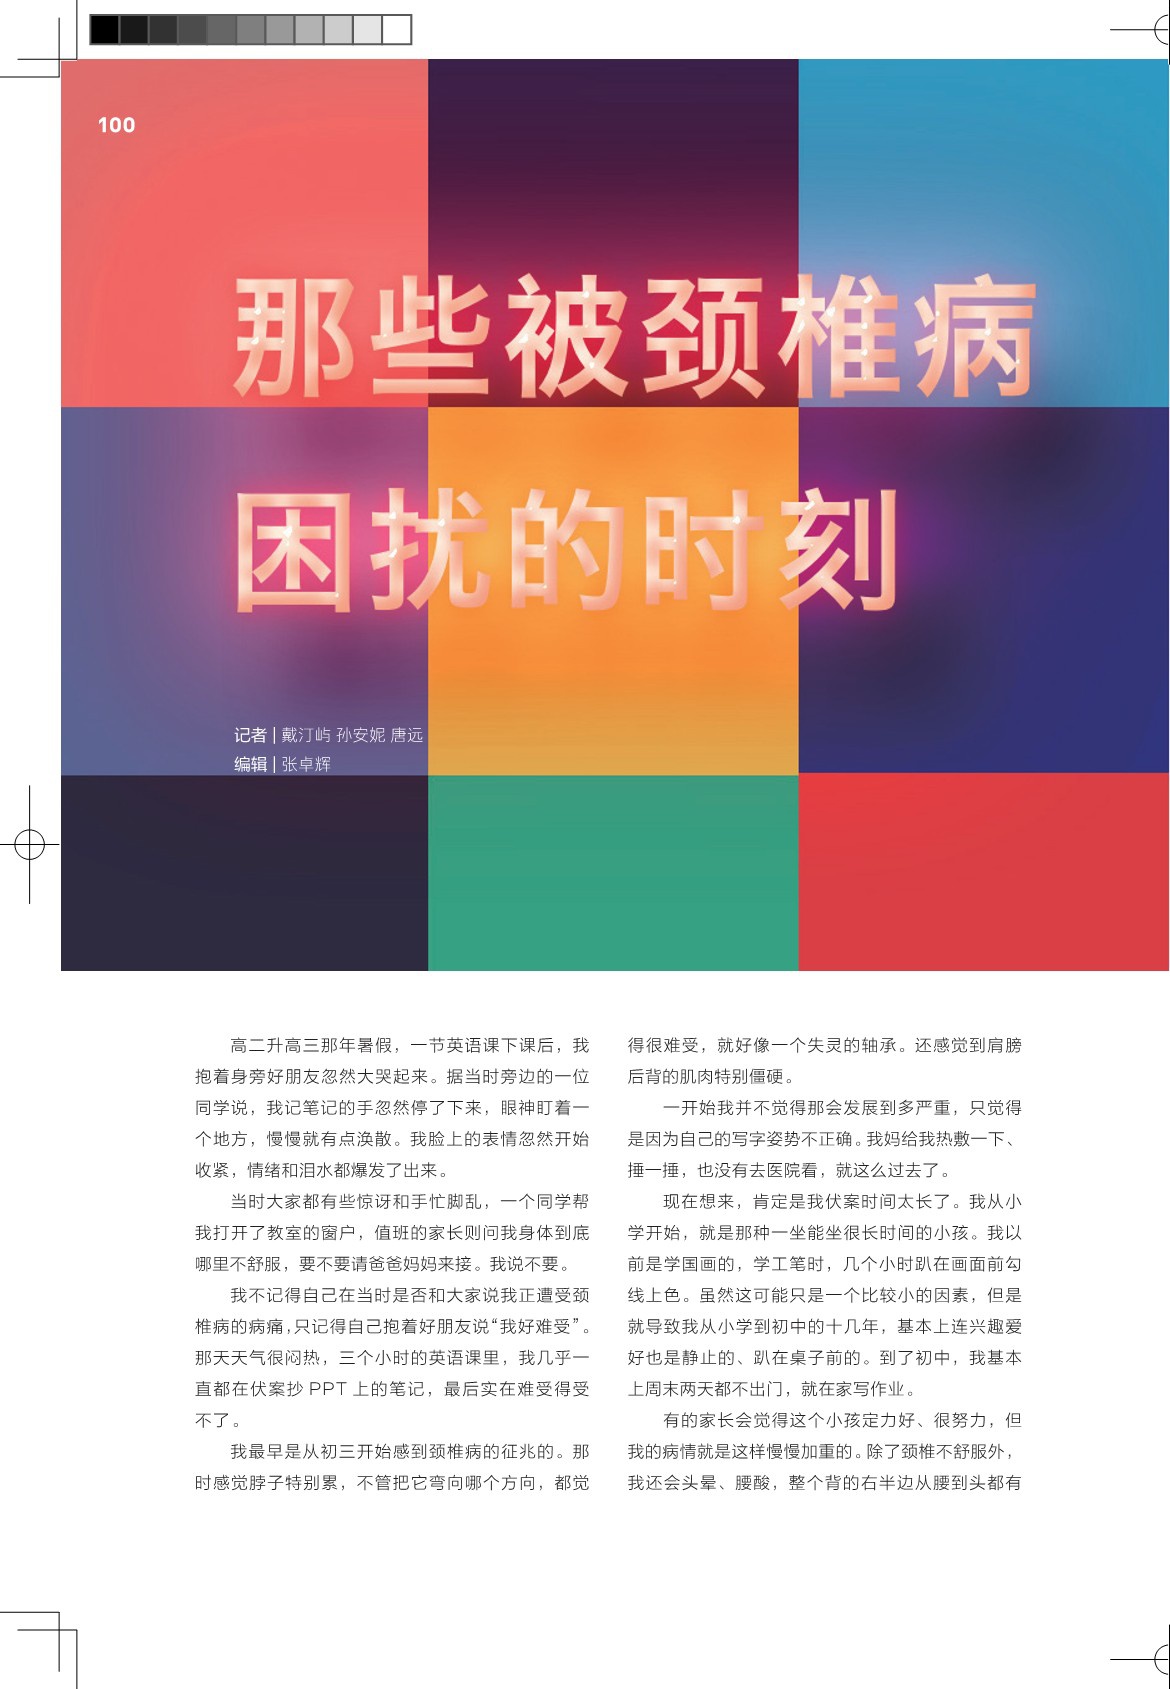 100
那些被颈椎病
困扰的时刻
记者 | 戴汀屿 孙安妮 唐远
编辑 | 张卓辉
高二升高三那年暑假，一节英语课下课后，我
抱着身旁好朋友忽然大哭起来。据当时旁边的一位
同学说，我记笔记的手忽然停了下来，眼神盯着一
个地方，慢慢就有点涣散。我脸上的表情忽然开始
收紧，情绪和泪水都爆发了出来。
当时大家都有些惊讶和手忙脚乱，一个同学帮
我打开了教室的窗户，值班的家长则问我身体到底
哪里不舒服，要不要请爸爸妈妈来接。我说不要。
我不记得自己在当时是否和大家说我正遭受颈
椎病的病痛，只记得自己抱着好朋友说“我好难受”。
那天天气很闷热，三个小时的英语课里，我几乎一
直都在伏案抄 PPT 上的笔记，最后实在难受得受
不了。
我最早是从初三开始感到颈椎病的征兆的。那
时感觉脖子特别累，不管把它弯向哪个方向，都觉
得很难受，就好像一个失灵的轴承。还感觉到肩膀
后背的肌肉特别僵硬。
一开始我并不觉得那会发展到多严重，只觉得
是因为自己的写字姿势不正确。我妈给我热敷一下、
捶一捶，也没有去医院看，就这么过去了。
现在想来，肯定是我伏案时间太长了。我从小
学开始，就是那种一坐能坐很长时间的小孩。我以
前是学国画的，学工笔时，几个小时趴在画面前勾
线上色。虽然这可能只是一个比较小的因素，但是
就导致我从小学到初中的十几年，基本上连兴趣爱
好也是静止的、趴在桌子前的。到了初中，我基本
上周末两天都不出门，就在家写作业。
有的家长会觉得这个小孩定力好、很努力，但
我的病情就是这样慢慢加重的。除了颈椎不舒服外，
我还会头晕、腰酸，整个背的右半边从腰到头都有